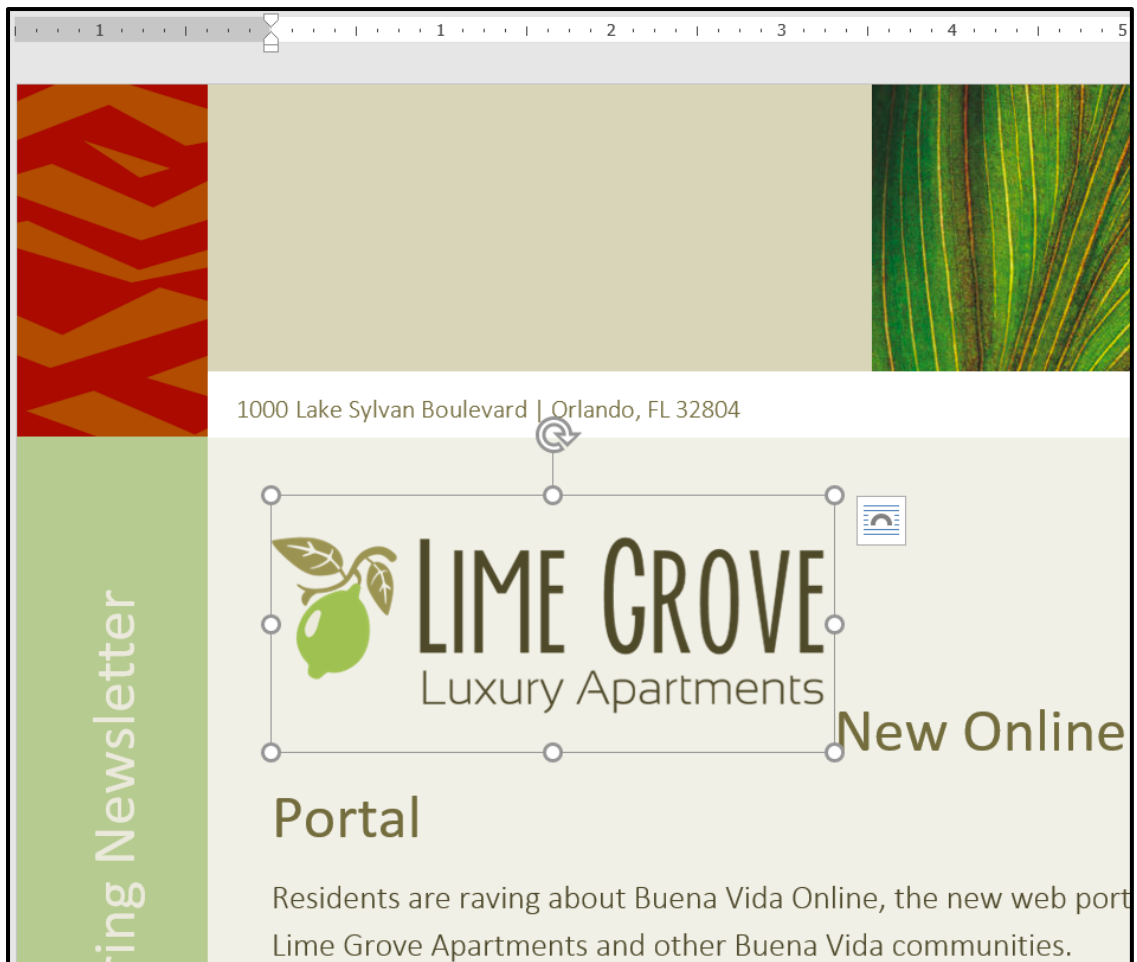 1 1 2 3 4 5
1000 Lake Sylvan Boulevard | Orlando, FL 32804
LIME GROVE
Luxury Apartments
New Online
Portal
Residents are raving about Buena Vida Online, the new web port
Lime Grove Apartments and other Buena Vida communities.
ring Newsletter